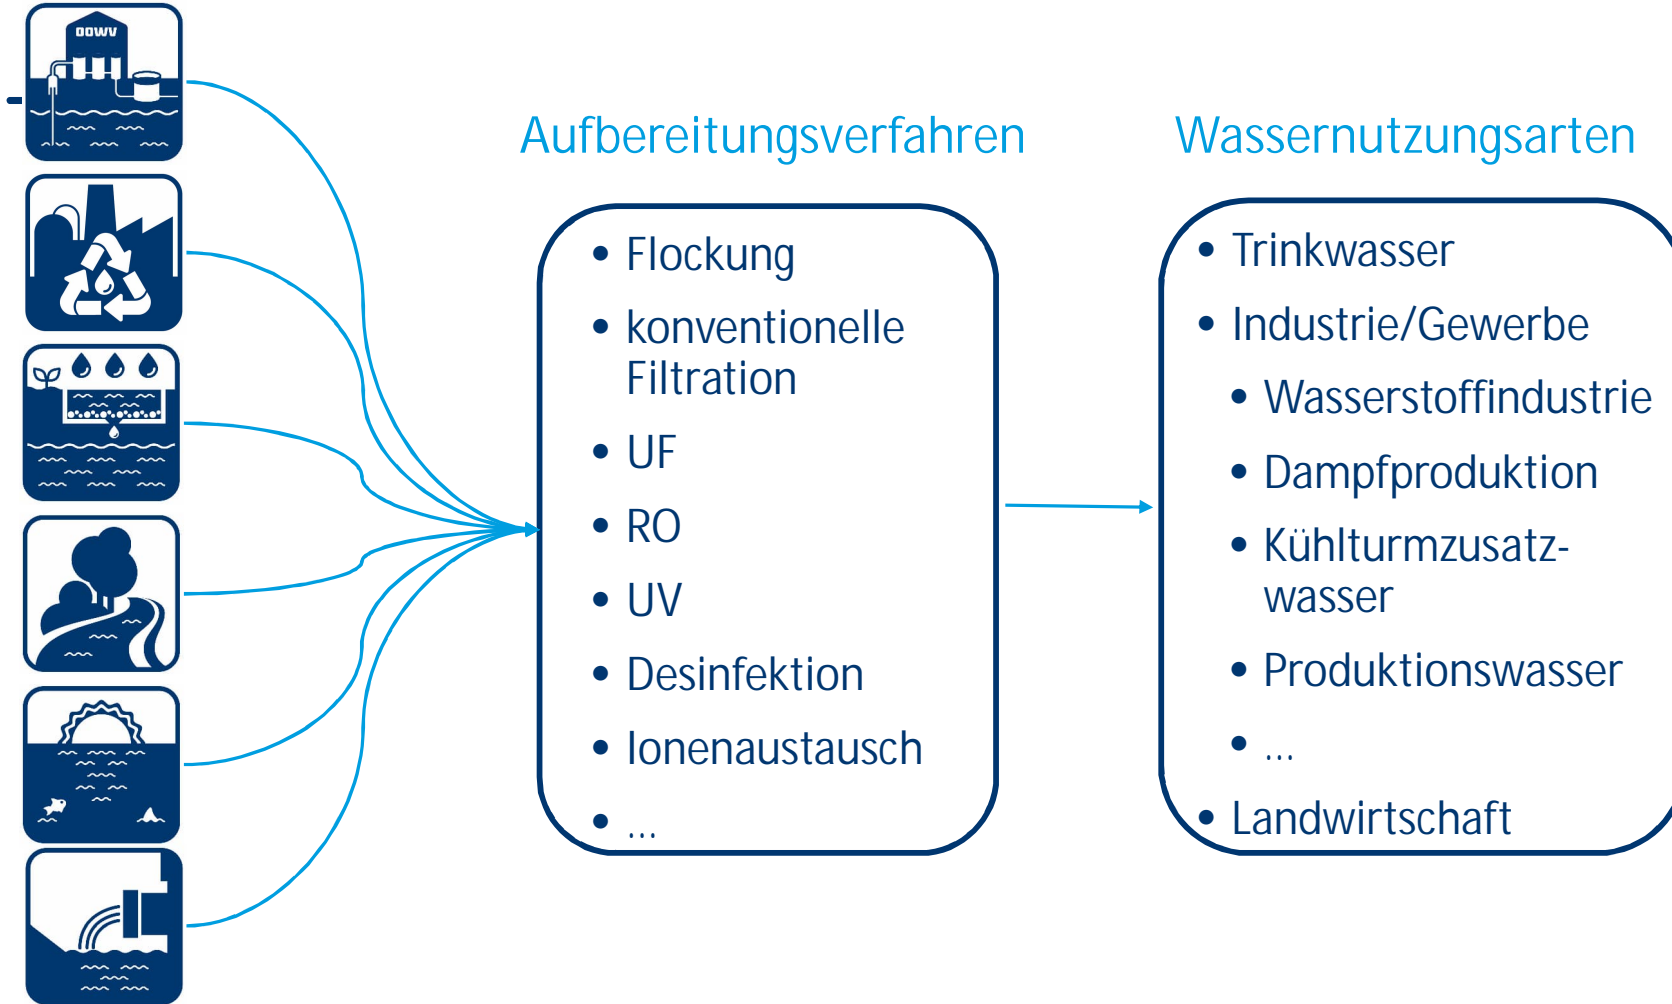 OOWV
Aufbereitungsverfahren
• Flockung
• konventionelle
Filtration
• UF
• RO
• UV
• Desinfektion
• Ionenaustausch
• ...
Wassernutzungsarten
• Trinkwasser
• Industrie/Gewerbe
• Wasserstoffindustrie
• Dampfproduktion
• Kühlturmzusatz-
wasser
• Produktionswasser
• ...
• Landwirtschaft